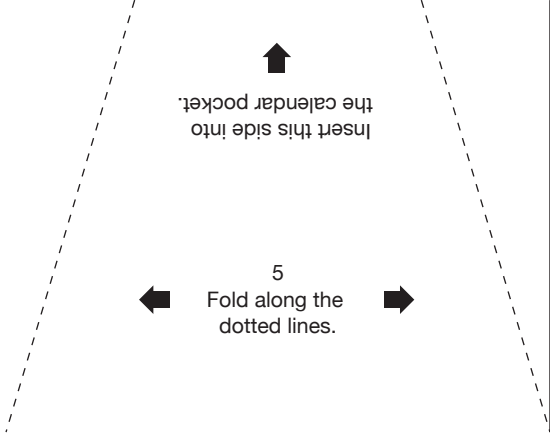 Insert this side into
the calendar pocket.
5
Fold along the
dotted lines.